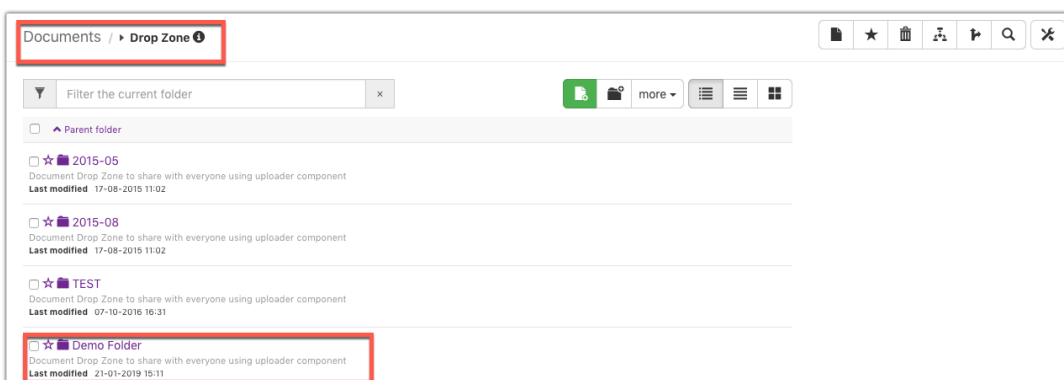 Documents / Drop Zone
Filter the current folder ×
more
Parent folder
2015-05
Document Drop Zone to share with everyone using uploader component
Last modified 17-08-2015 11:02
2015-08
Document Drop Zone to share with everyone using uploader component
Last modified 17-08-2015 11:02
TEST
Document Drop Zone to share with everyone using uploader component
Last modified 07-10-2016 16:31
Demo Folder
Document Drop Zone to share with everyone using uploader component
Last modified 21-01-2019 15:11